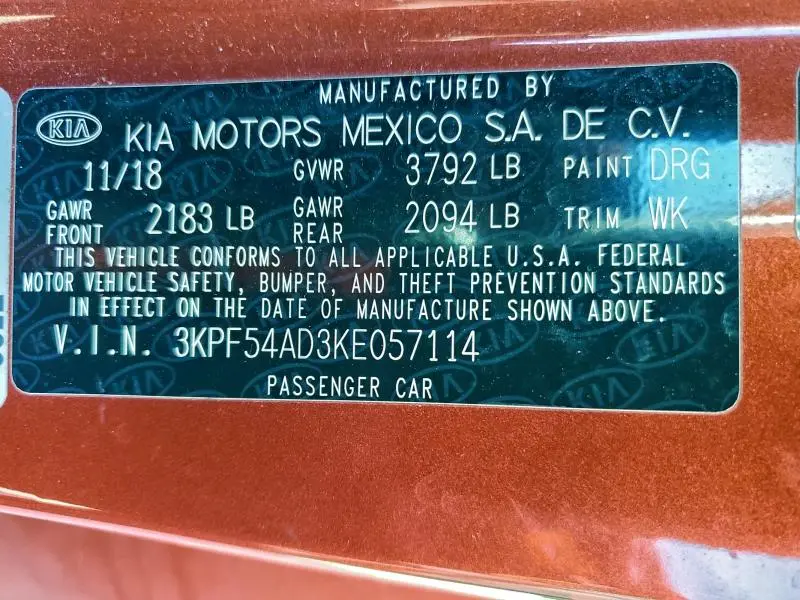 MANUFACTURED BY
KIA KIA MOTORS MEXICO S.A. DE C.V.
11/18 GVWR 3792 LB PAINT DRG
GAWR FRONT 2183 LB GAWR REAR 2094 LB TRIM WK
THIS VEHICLE CONFORMS TO ALL APPLICABLE U.S.A. FEDERAL
MOTOR VEHICLE SAFETY, BUMPER, AND THEFT PREVENTION STANDARDS
IN EFFECT ON THE DATE OF MANUFACTURE SHOWN ABOVE.
V.I.N. 3KPF54AD3KE057114
PASSENGER CAR